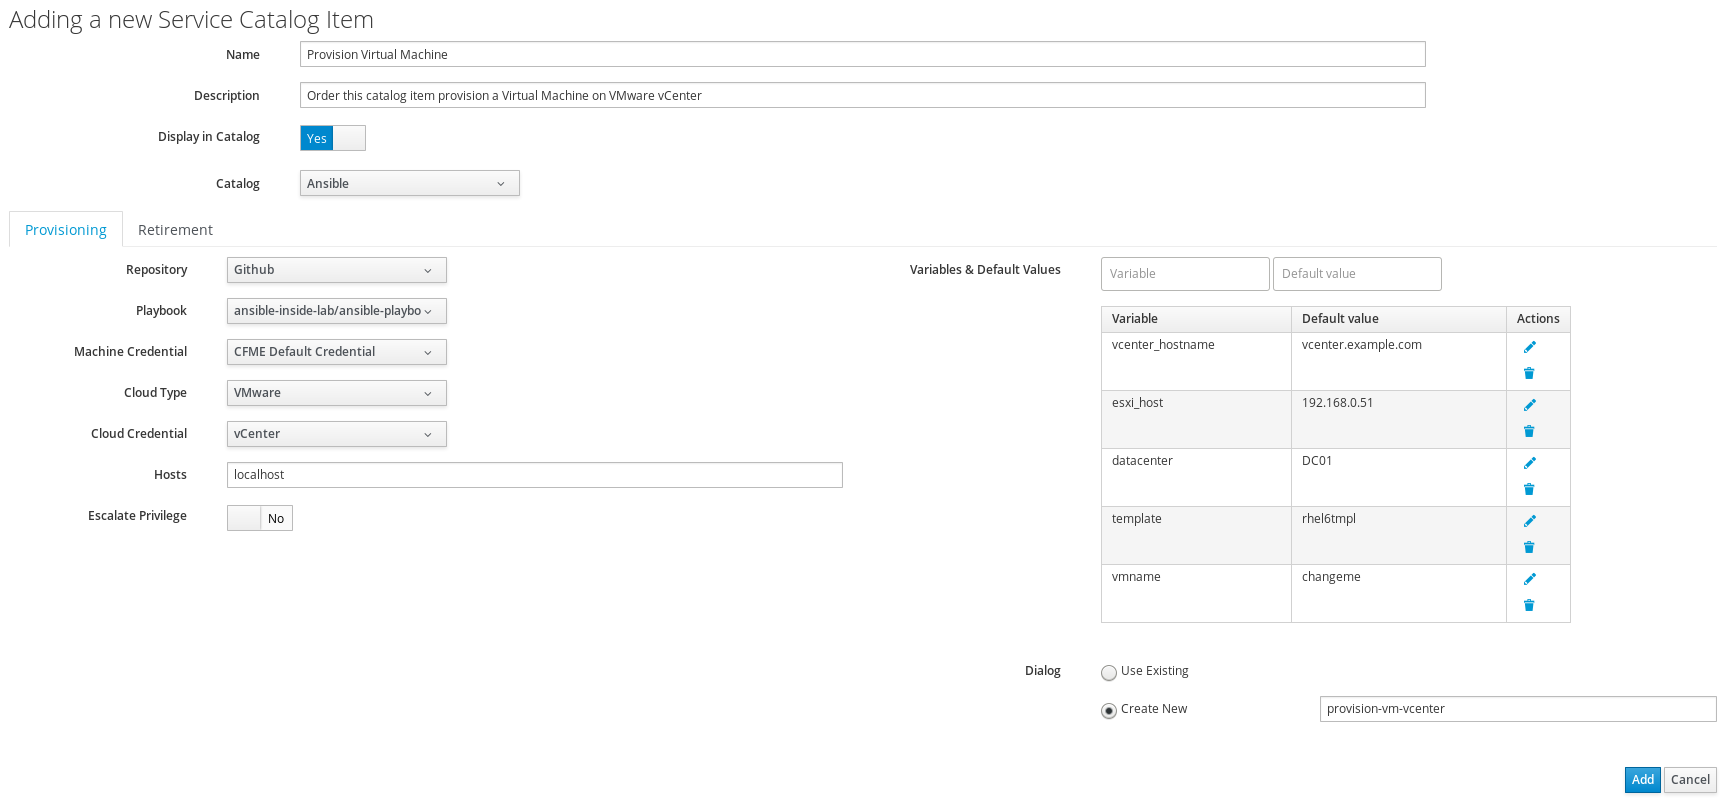 Adding a new Service Catalog Item
Name Provision Virtual Machine
Description Order this catalog item provision a Virtual Machine on VMware vCenter
Display in Catalog Yes
Catalog Ansible
Provisioning Retirement
Repository Github
Playbook ansible-inside-lab/ansible-playbo
Machine Credential CFME Default Credential
Cloud Type VMware
Cloud Credential vCenter
Hosts localhost
Escalate Privilege No
Variables & Default Values Variable Default value
Variable Default value Actions
vcenter_hostname vcenter.example.com
esxi_host 192.168.0.51
datacenter DC01
template rhel6tmpl
vmname changeme
Dialog Use Existing
Create New provision-vm-vcenter
Add Cancel